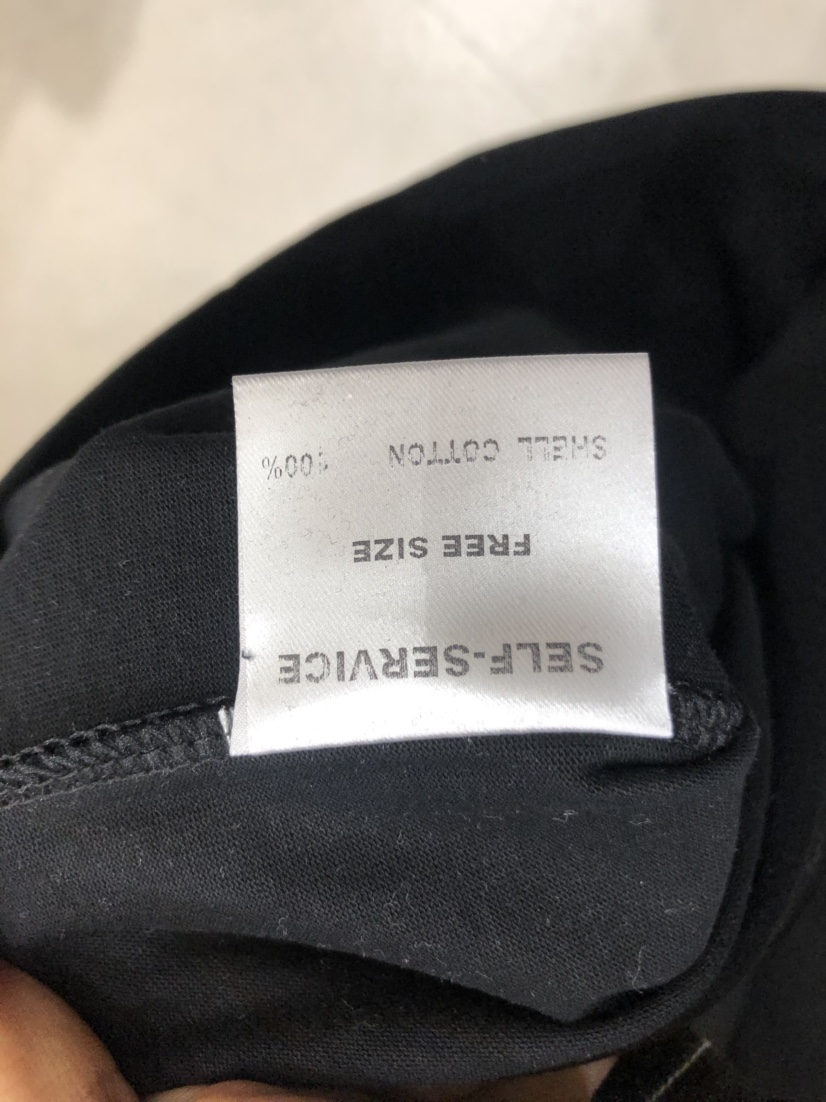 SELF-SERVICE
FREE SIZE
SHELL COTTON 100%